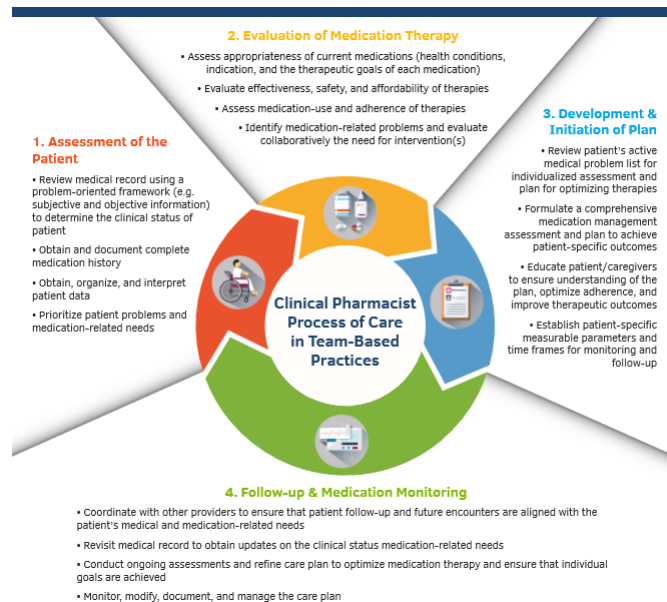 2. Evaluation of Medication Therapy
• Assess appropriateness of current medications (health conditions,
indication, and the therapeutic goals of each medication)
• Evaluate effectiveness, safety, and affordability of therapies
• Assess medication-use and adherence of therapies
• Identify medication-related problems and evaluate
collaboratively the need for intervention(s)
1. Assessment of the
Patient
• Review medical record using a
problem-oriented framework (e.g.
subjective and objective information)
to determine the clinical status of
patient
• Obtain and document complete
medication history
• Obtain, organize, and interpret
patient data
• Prioritize patient problems and
medication-related needs
3. Development &
Initiation of Plan
• Review patient's active
medical problem list for
individualized assessment and
plan for optimizing therapies
• Formulate a comprehensive
medication management
assessment and plan to achieve
patient-specific outcomes
• Educate patient/caregivers
to ensure understanding of the
plan, optimize adherence, and
improve therapeutic outcomes
• Establish patient-specific
measurable parameters and
time frames for monitoring and
follow-up
Clinical Pharmacist
Process of Care
in Team-Based
Practices
4. Follow-up & Medication Monitoring
• Coordinate with other providers to ensure that patient follow-up and future encounters are aligned with the
patient's medical and medication-related needs
• Revisit medical record to obtain updates on the clinical status medication-related needs
• Conduct ongoing assessments and refine care plan to optimize medication therapy and ensure that individual
goals are achieved
• Monitor, modify, document, and manage the care plan